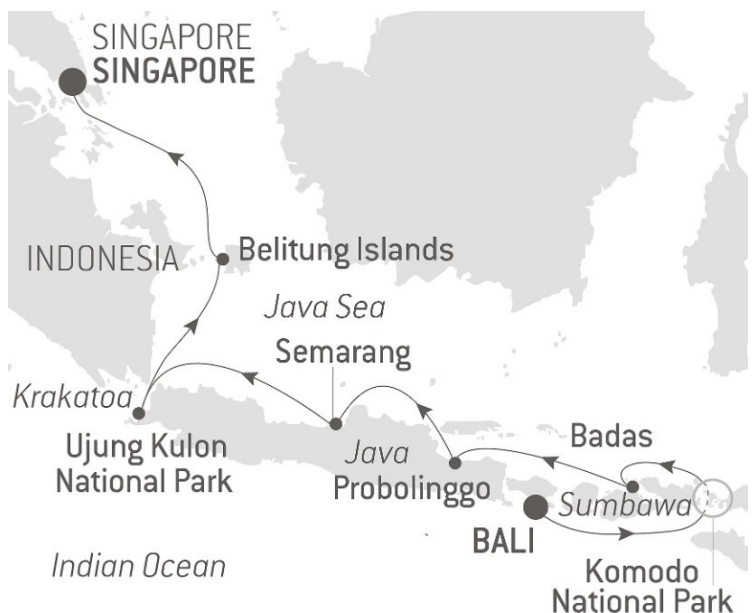 SINGAPORE
SINGAPORE
INDONESIA
Belitung Islands
Java Sea
Semarang
Krakatoa
Ujung Kulon
National Park
Java
Probolinggo
Badas
Sumbawa
BALI
Komodo
National Park
Indian Ocean